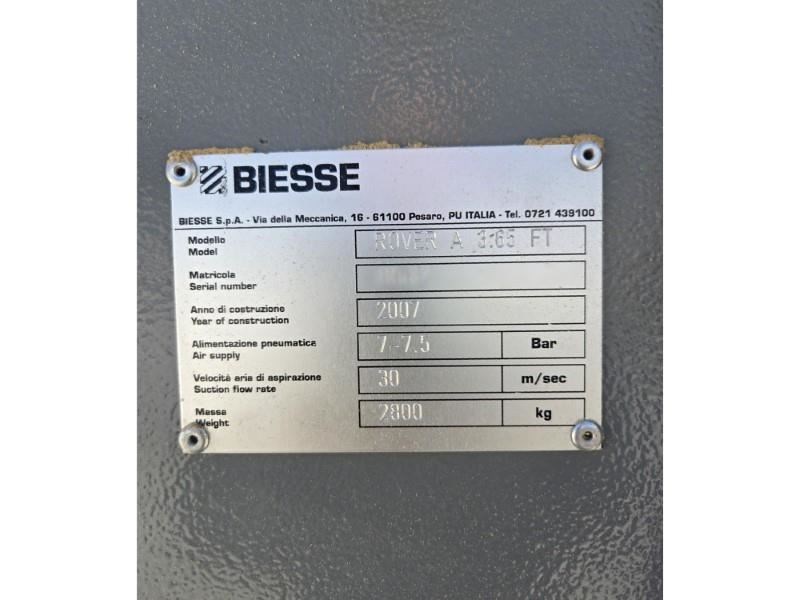 BIESSE
BIESSE S.p.A. - Via della Meccanica, 16 - 61100 Pesaro, PU ITALIA - Tel. 0721 439100
Modello
Model
ROVER A 3.65 FT
Matricola
Serial number
Anno di costruzione
Year of construction
2007
Alimentazione pneumatica
Air supply
7-7.5 Bar
Velocità aria di aspirazione
Suction flow rate
30 m/sec
Massa
Weight
2800 kg